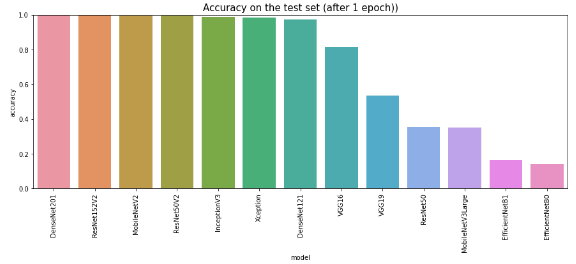 Accuracy on the test set (after 1 epoch))
accuracy
1.0
0.8
0.6
0.4
0.2
0.0
DenseNet201
ResNet152V2
MobileNetV2
ResNet50V2
InceptionV3
Xception
DenseNet121
VGG16
VGG19
ResNet50
MobileNetV3Large
EfficientNetB1
EfficientNetB0
model